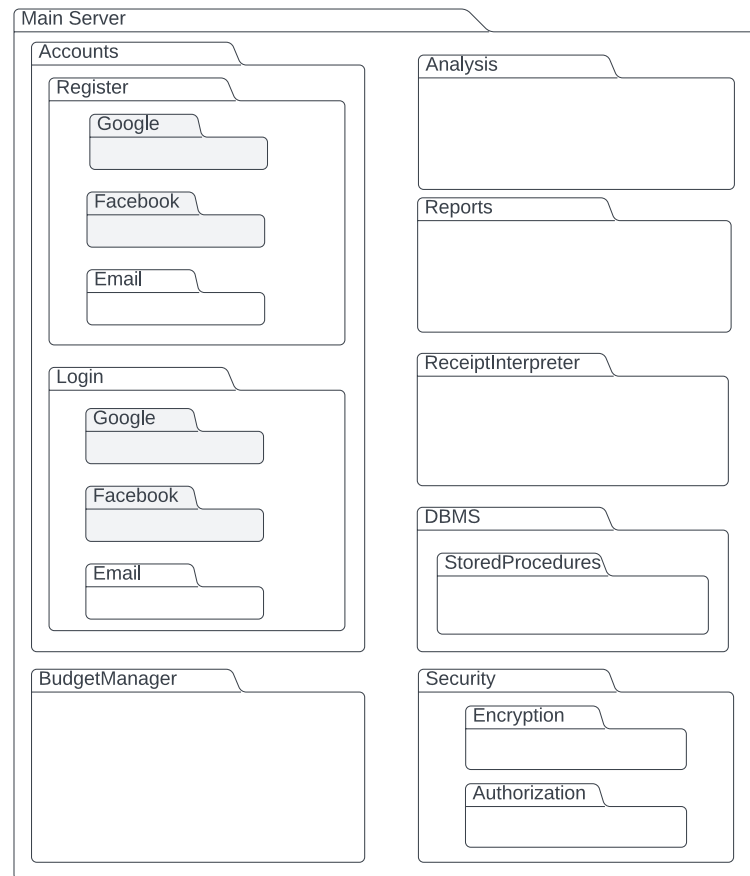 Main Server
Accounts
Register
Google
Facebook
Email
Login
Google
Facebook
Email
BudgetManager
Analysis
Reports
ReceiptInterpreter
DBMS
StoredProcedures
Security
Encryption
Authorization